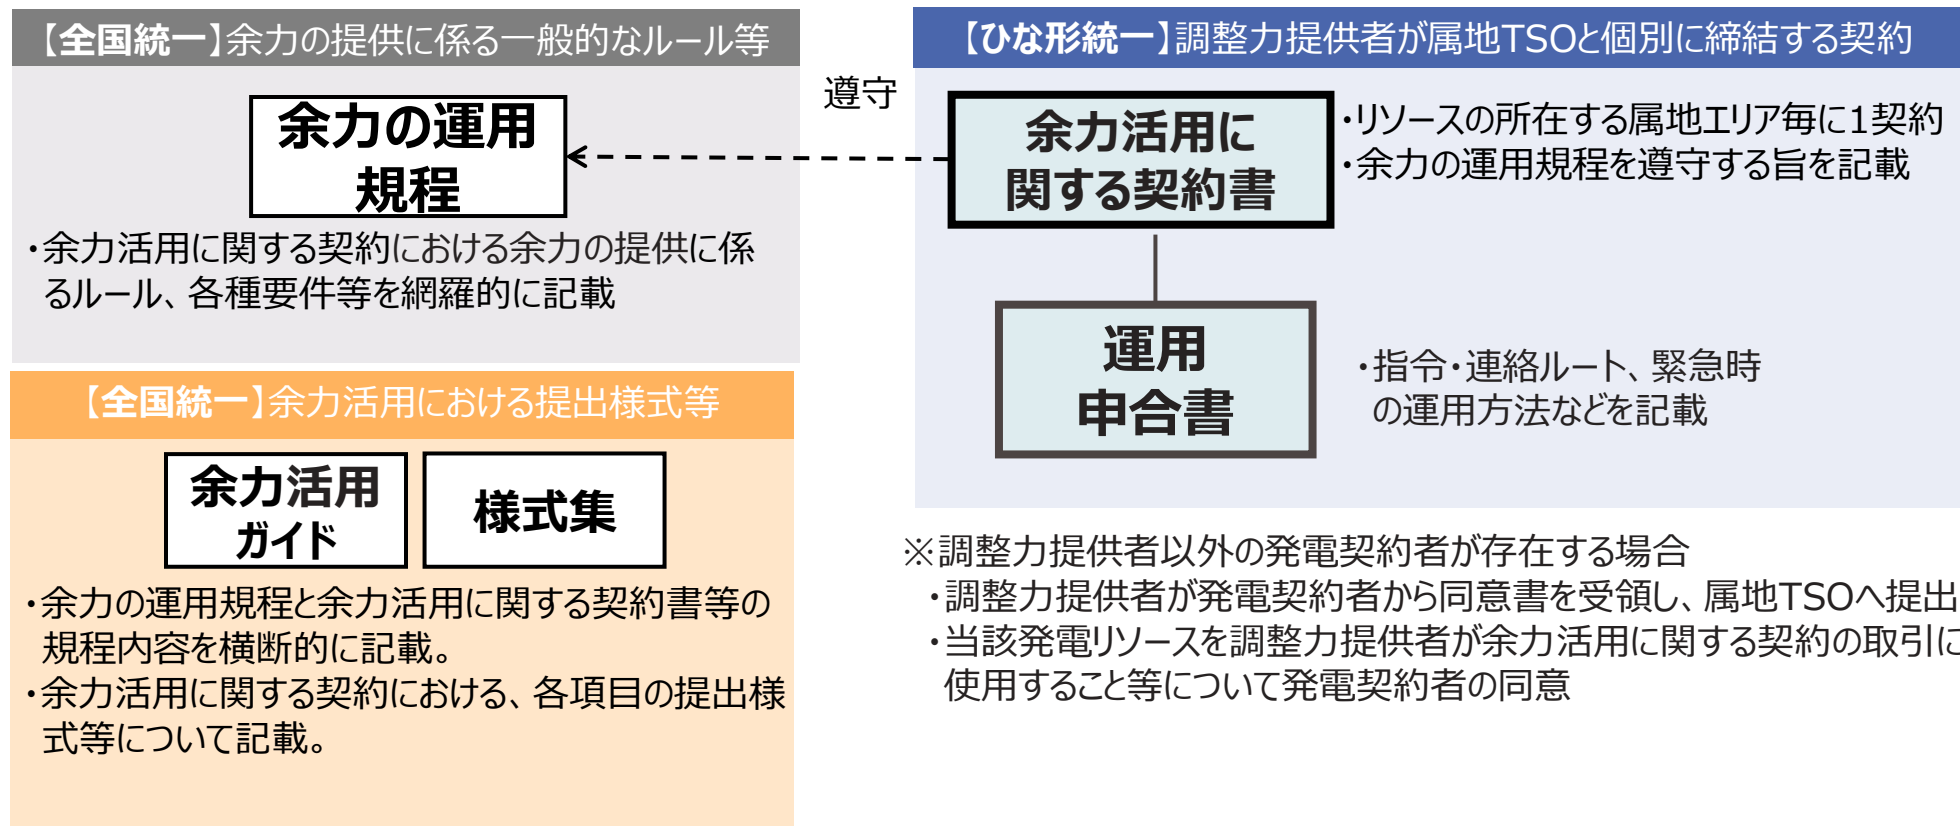 【全国統一】余力の提供に係る一般的なルール等
余力の運用
規程
・余力活用に関する契約における余力の提供に係
るルール、各種要件等を網羅的に記載
【全国統一】余力活用における提出様式等
余力活用
ガイド
様式集
・余力の運用規程と余力活用に関する契約書等の
規程内容を横断的に記載。
・余力活用に関する契約における、各項目の提出様
式等について記載。
遵守
【ひな形統一】調整力提供者が属地TSOと個別に締結する契約
余力活用に
関する契約書
・リソースの所在する属地エリア毎に1契約
・余力の運用規程を遵守する旨を記載
運用
申合書
・指令・連絡ルート、緊急時
の運用方法などを記載
※調整力提供者以外の発電契約者が存在する場合
・調整力提供者が発電契約者から同意書を受領し、属地TSOへ提出
・当該発電リソースを調整力提供者が余力活用に関する契約の取引に
使用すること等について発電契約者の同意